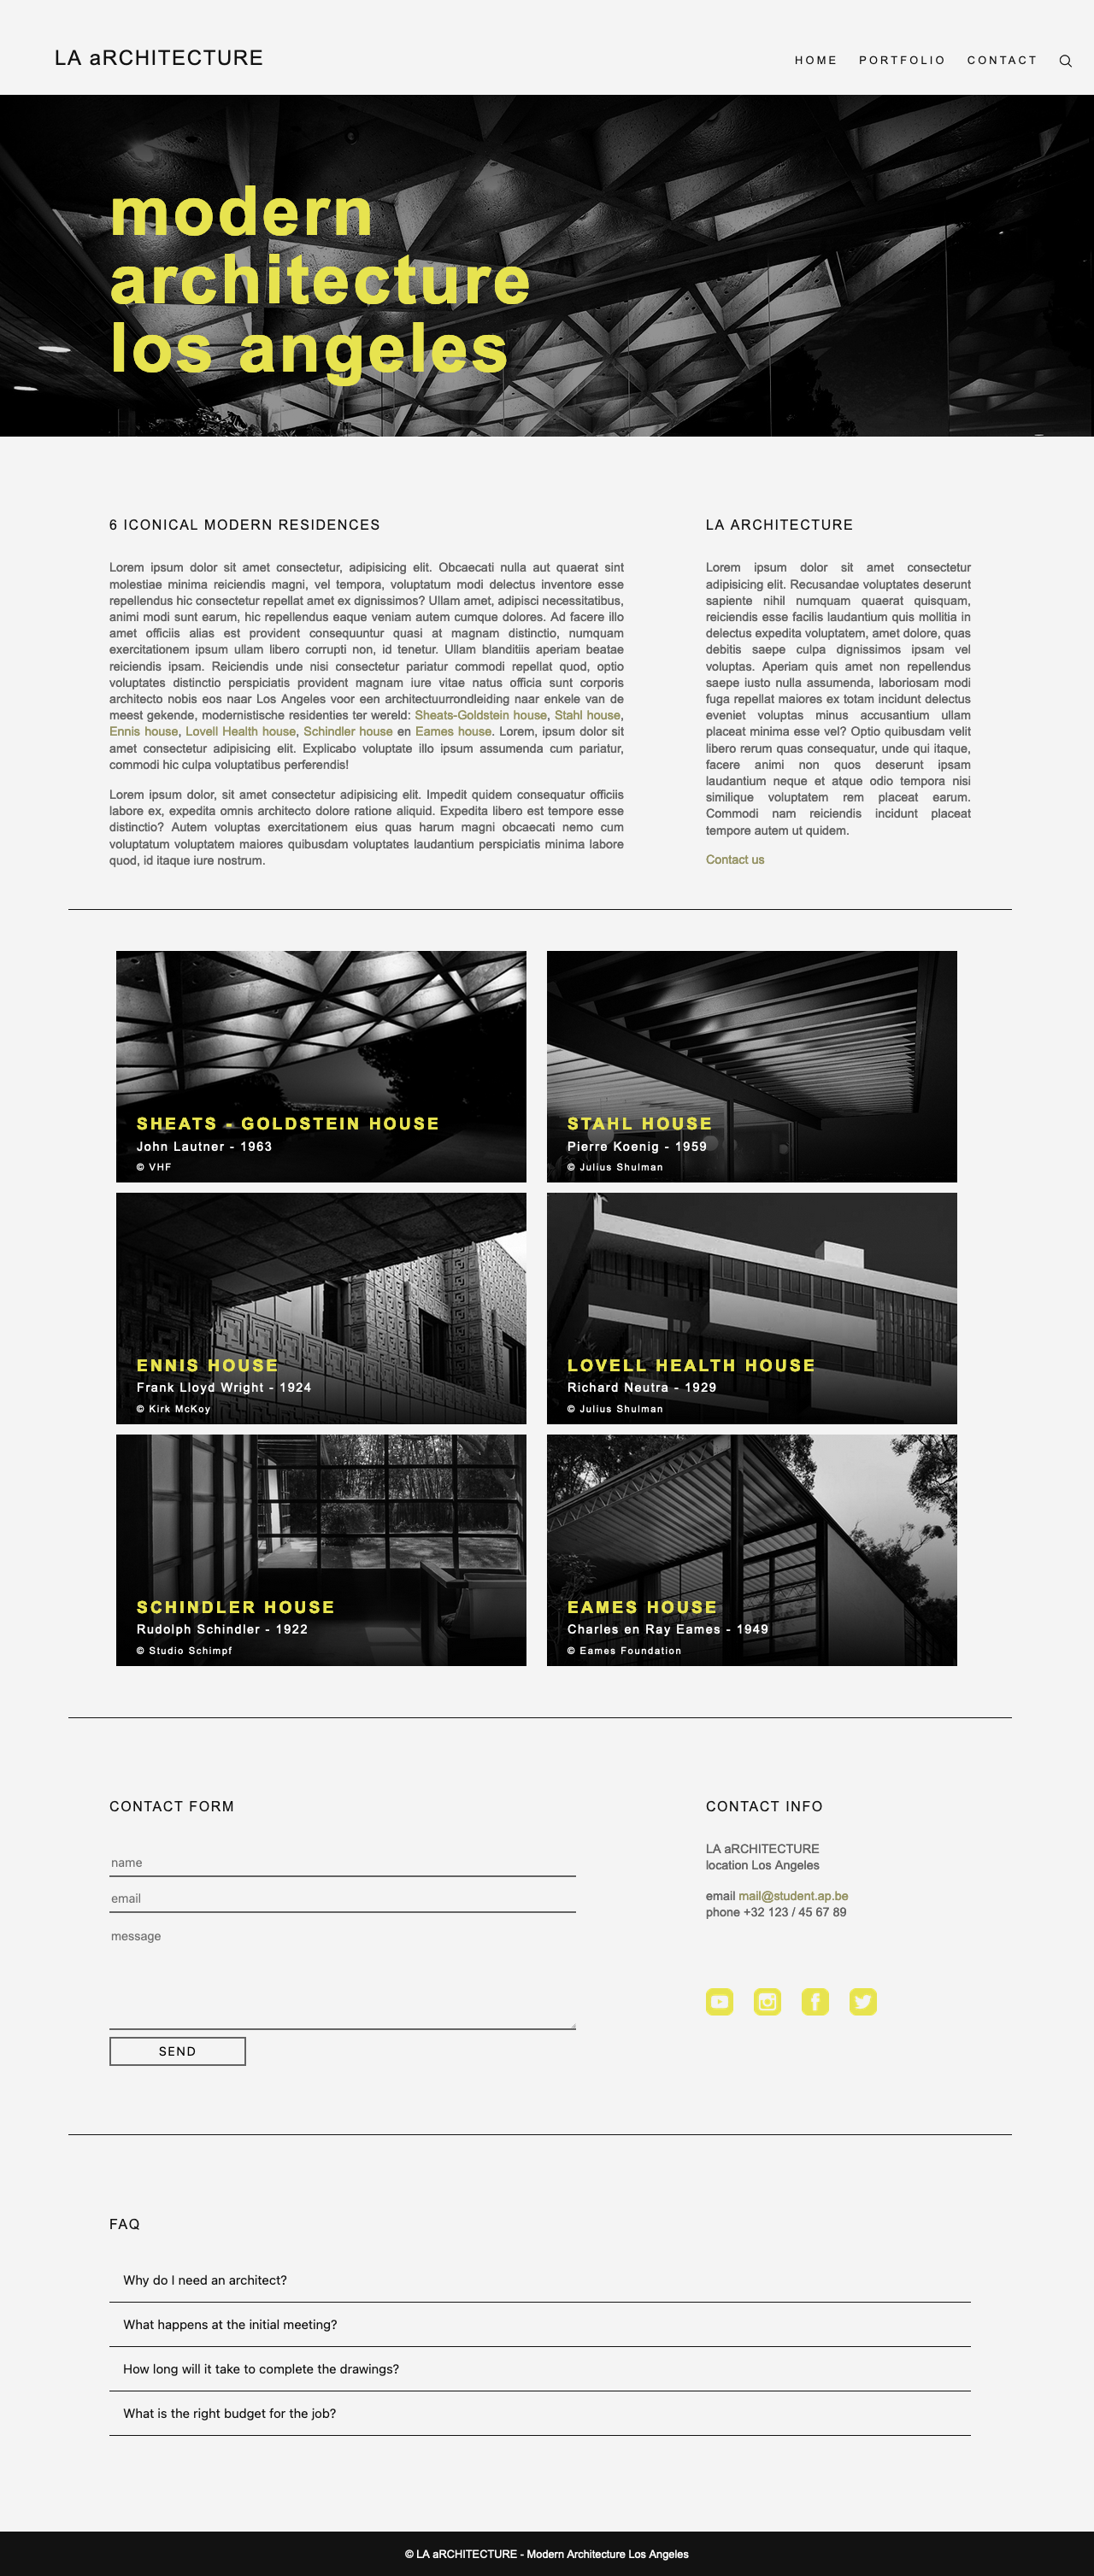 LA aRCHITECTURE
HOME PORTFOLIO CONTACT
modern
architecture
los angeles
6 ICONICAL MODERN RESIDENCES
Lorem ipsum dolor sit amet consectetur, adipisicing elit. Obcaecati nulla aut quaerat sint
molestiae minima reiciendis magni, vel tempora, voluptatum modi delectus inventore esse
repellendus hic consectetur repellat amet ex dignissimos? Ullam amet, adipisci necessitatibus,
animi modi sunt earum, hic repellendus eaque veniam autem cumque dolores. Ad facere illo
amet officiis alias est provident consequuntur quasi at magnam distinctio, numquam
exercitationem ipsum ullam libero corrupti non, id tenetur. Ullam blanditiis aperiam beatae
reiciendis ipsam. Reiciendis unde nisi consectetur pariatur commodi repellat quod, optio
voluptates distinctio perspiciatis provident magnam iure vitae natus officia sunt corporis
architecto nobis eos naar Los Angeles voor een architectuurrondleiding naar enkele van de
meest gekende, modernistische residenties ter wereld: Sheats-Goldstein house, Stahl house,
Ennis house, Lovell Health house, Schindler house en Eames house. Lorem, ipsum dolor sit
amet consectetur adipisicing elit. Explicabo voluptate illo ipsum assumenda cum pariatur,
commodi hic culpa voluptatibus perferendis!
Lorem ipsum dolor, sit amet consectetur adipisicing elit. Impedit quidem consequatur officiis
labore ex, expedita omnis architecto dolore ratione aliquid. Expedita libero est tempore esse
distinctio? Autem voluptas exercitationem eius quas harum magni obcaecati nemo cum
voluptatum voluptatem maiores quibusdam voluptates laudantium perspiciatis minima labore
quod, id itaque iure nostrum.
LA ARCHITECTURE
Lorem ipsum dolor sit amet consectetur
adipisicing elit. Recusandae voluptates deserunt
sapiente nihil numquam quaerat quisquam,
reiciendis esse facilis laudantium quis mollitia in
delectus expedita voluptatem, amet dolore, quas
debitis saepe culpa dignissimos ipsam vel
voluptas. Aperiam quis amet non repellendus
saepe iusto nulla assumenda, laboriosam modi
fuga repellat maiores ex totam incidunt delectus
eveniet voluptas minus accusantium ullam
placeat minima esse vel? Optio quibusdam velit
libero rerum quas consequatur, unde qui itaque,
facere animi non quos deserunt ipsam
laudantium neque et atque odio tempora nisi
similique voluptatem rem placeat earum.
Commodi nam reiciendis incidunt placeat
tempore autem ut quidem.
Contact us
SHEATS - GOLDSTEIN HOUSE
John Lautner - 1963
© VHF
STAHL HOUSE
Pierre Koenig - 1959
© Julius Shulman
ENNIS HOUSE
Frank Lloyd Wright - 1924
© Kirk McKoy
LOVELL HEALTH HOUSE
Richard Neutra - 1929
© Julius Shulman
SCHINDLER HOUSE
Rudolph Schindler - 1922
© Studio Schimpf
EAMES HOUSE
Charles en Ray Eames - 1949
© Eames Foundation
CONTACT FORM
name
email
message
SEND
CONTACT INFO
LA aRCHITECTURE
location Los Angeles
email mail@student.ap.be
phone +32 123 / 45 67 89
FAQ
Why do I need an architect?
What happens at the initial meeting?
How long will it take to complete the drawings?
What is the right budget for the job?
© LA aRCHITECTURE - Modern Architecture Los Angeles